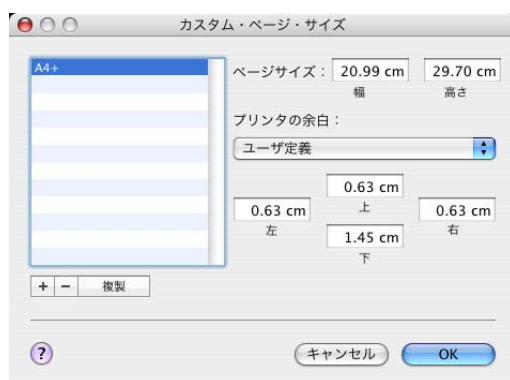 カスタム・ページ・サイズ
A4+
ページサイズ： 20.99 cm 29.70 cm
幅 高さ
プリンタの余白：
ユーザ定義
0.63 cm
上
0.63 cm 0.63 cm
左 右
1.45 cm
下
+ − 複製
? キャンセル OK